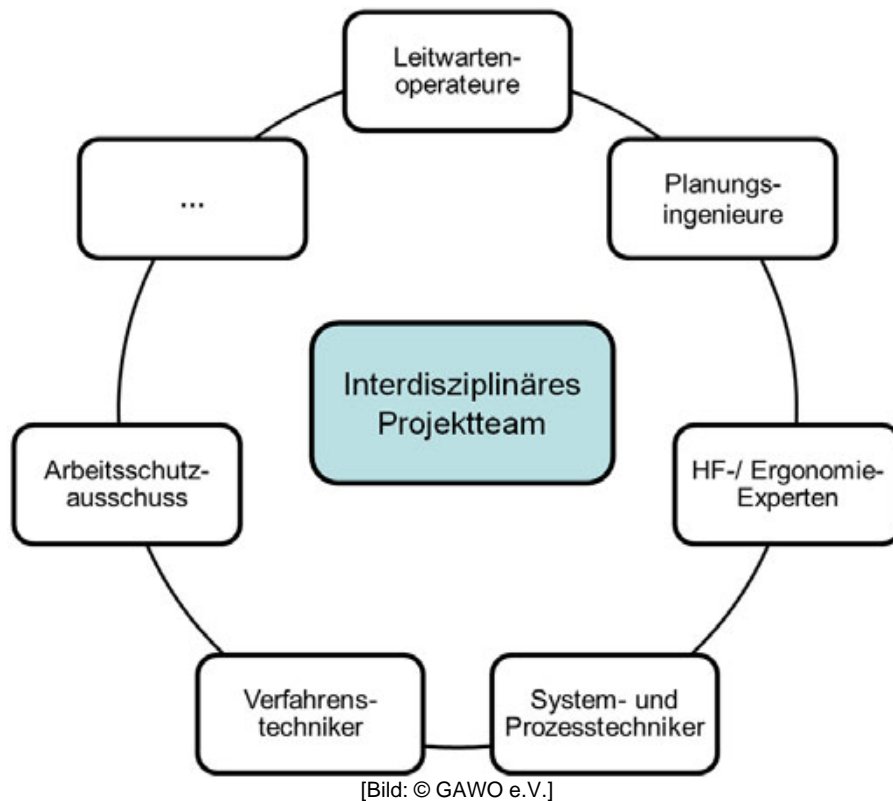 Leitwarten-
operateure
Planungs-
ingenieure
...
Interdisziplinäres
Projektteam
Arbeitsschutz-
ausschuss
HF-/ Ergonomie-
Experten
Verfahrens-
techniker
System- und
Prozesstechniker
[Bild: © GAWO e.V.]